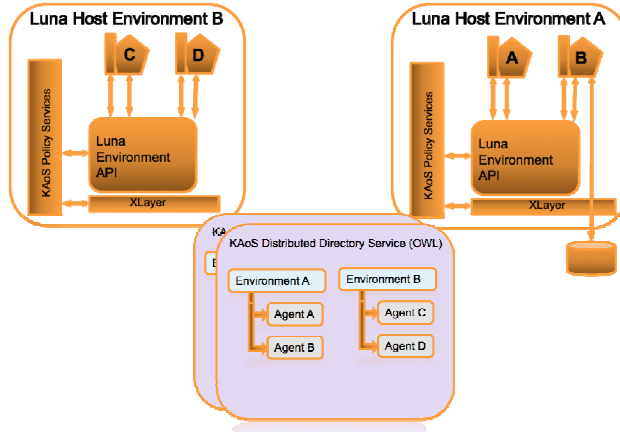 Luna Host Environment B
C
D
KAoS Policy Services
Luna
Environment
API
XLayer
Luna Host Environment A
A
B
KAoS Policy Services
Luna
Environment
API
XLayer
KA
E
KAoS Distributed Directory Service (OWL)
Environment A
Agent A
Agent B
Environment B
Agent C
Agent D